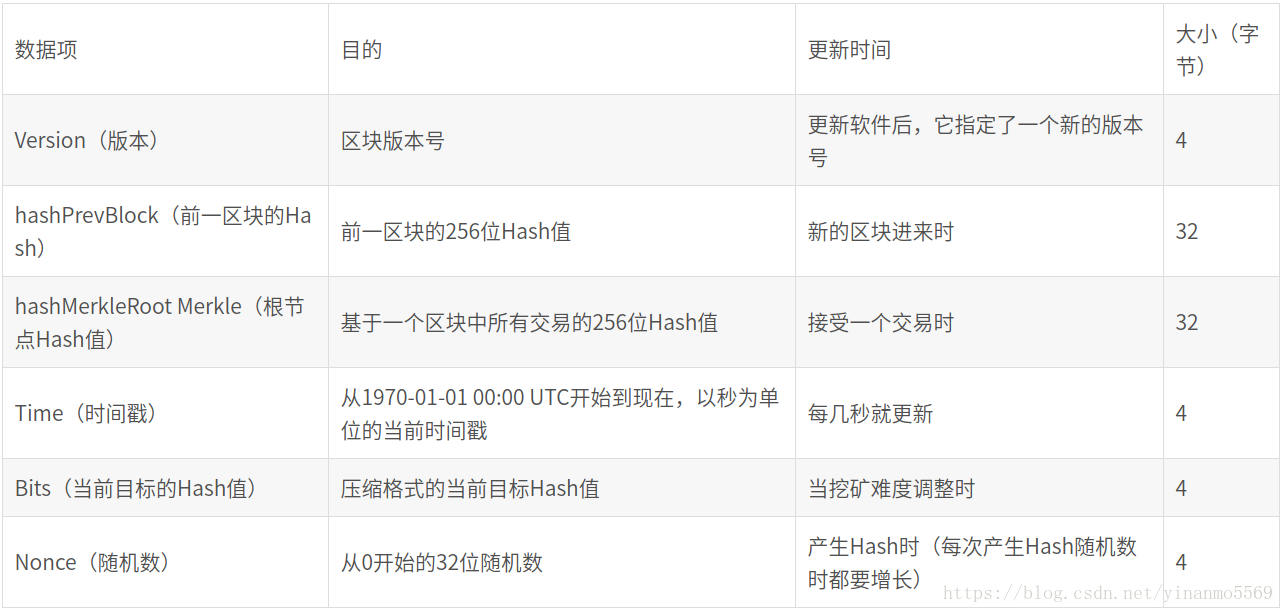 数据项
目的
更新时间
大小（字
节）
Version（版本）
区块版本号
更新软件后，它指定了一个新的版本
号
4
hashPrevBlock（前一区块的Ha
sh）
前一区块的256位Hash值
新的区块进来时
32
hashMerkleRoot Merkle（根节
点Hash值）
基于一个区块中所有交易的256位Hash值
接受一个交易时
32
Time（时间戳）
从1970-01-01 00:00 UTC开始到现在，以秒为单
位的当前时间戳
每几秒就更新
4
Bits（当前目标的Hash值）
压缩格式的当前目标Hash值
当挖矿难度调整时
4
Nonce（随机数）
从0开始的32位随机数
产生Hash时（每次产生Hash随机数
时都要增长）
4
https://blog.csdn.net/yinanmo5569